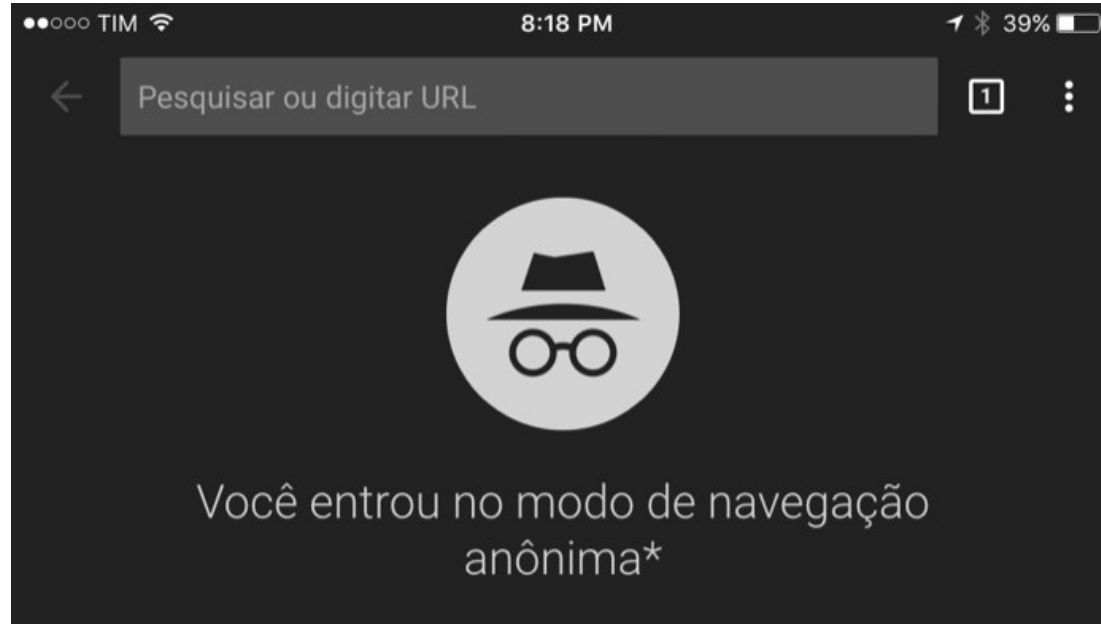 TIM 8:18 PM 39%
Pesquisar ou digitar URL 1
Você entrou no modo de navegação
anônima*